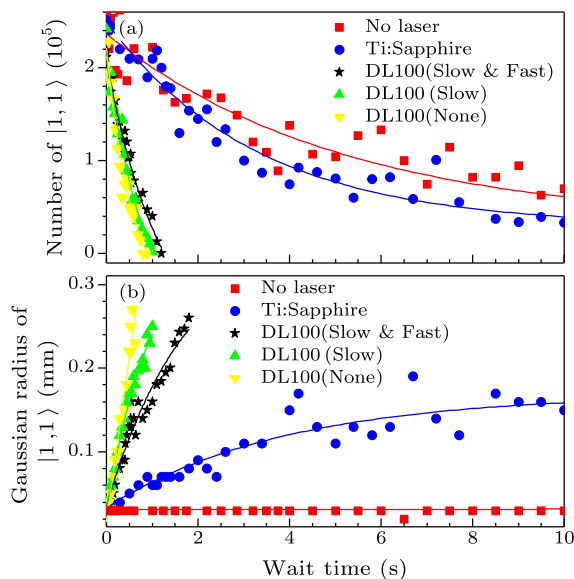 (a)
No laser
Ti:Sapphire
DL100(Slow & Fast)
DL100 (Slow)
DL100(None)
Number of |1, 1⟩ (10⁵)
2
1
0
(b)
No laser
Ti:Sapphire
DL100(Slow & Fast)
DL100 (Slow)
DL100(None)
Gaussian radius of
|1 ,1⟩ (mm)
0.3
0.2
0.1
0 2 4 6 8 10
Wait time (s)